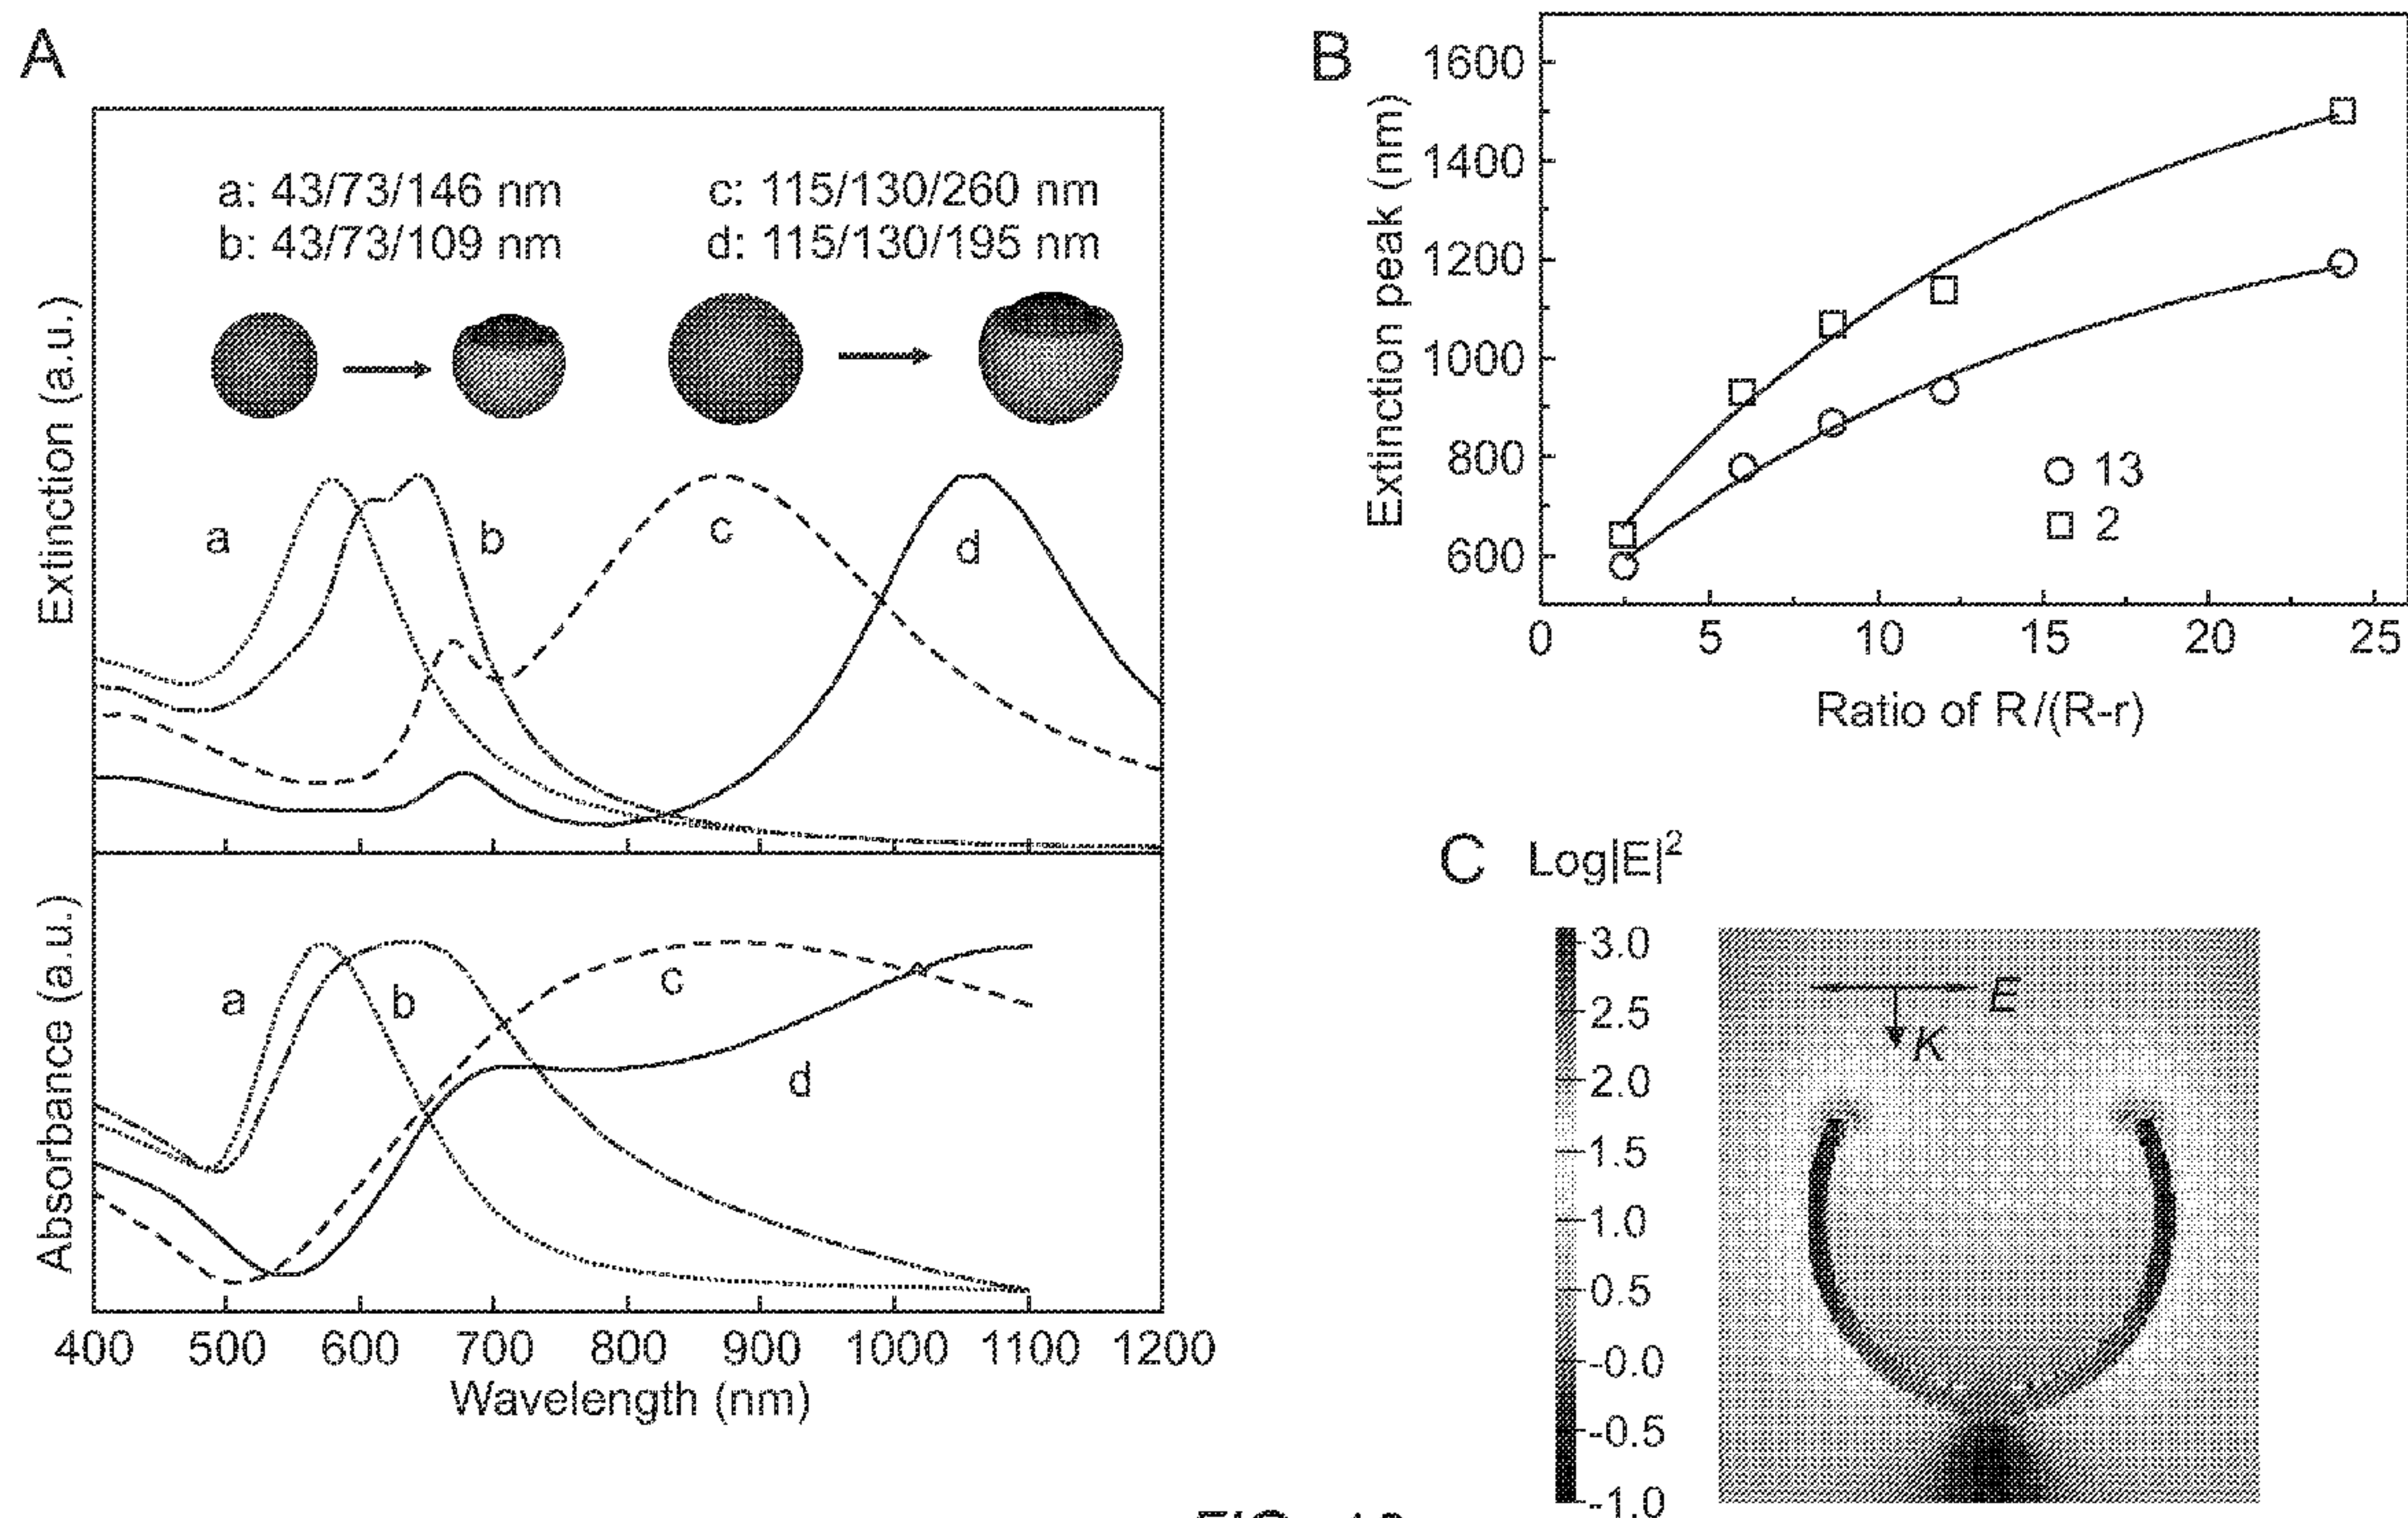 A
a: 43/73/146 nm
b: 43/73/109 nm
c: 115/130/260 nm
d: 115/130/195 nm
Extinction (a.u.)
a
b
c
d
Absorbance (a.u.)
a
b
c
d
400 500 600 700 800 900 1000 1100 1200
Wavelength (nm)
B
Extinction peak (nm)
1600
1400
1200
1000
800
600
13
2
0 5 10 15 20 25
Ratio of R/(R-r)
C
Log|E|²
3.0
2.5
2.0
1.5
1.0
0.5
-0.0
-0.5
-1.0
E
K